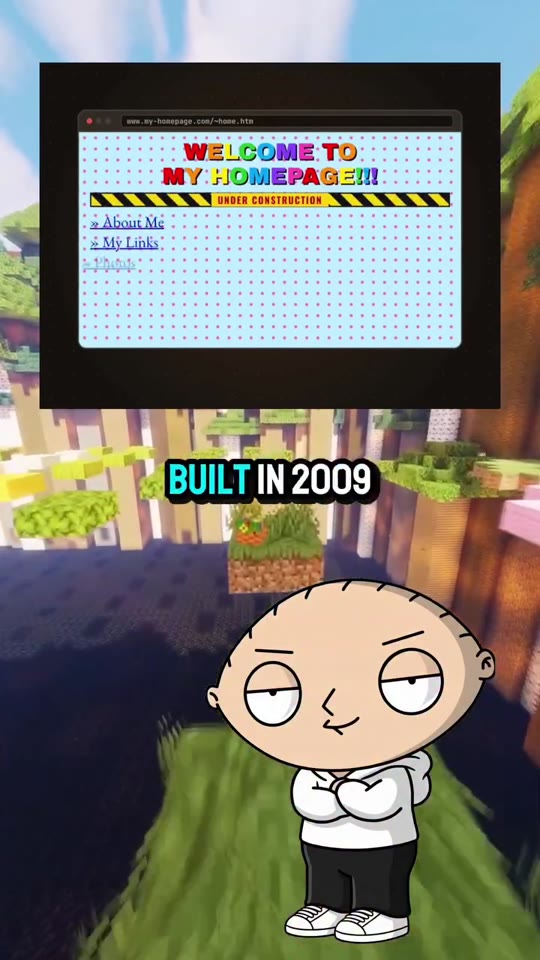 www.my-homepage.com/~home.htm
WELCOME TO
MY HOMEPAGE!!!
UNDER CONSTRUCTION
» About Me
» My Links
» Photos
BUILT IN 2009